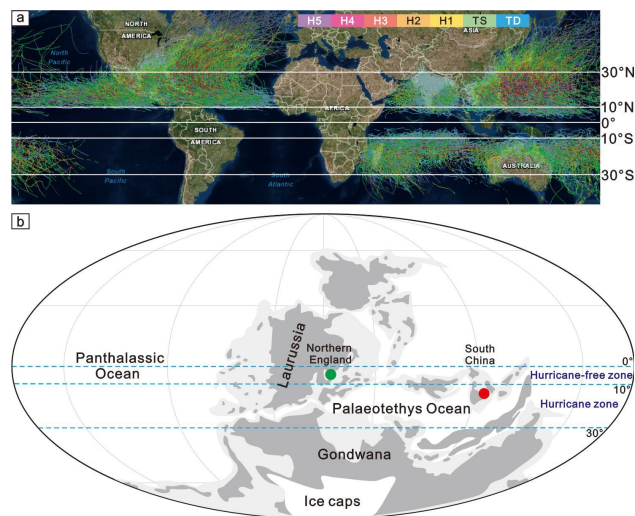 a
H5 H4 H3 H2 H1 TS TD
NORTH
AMERICA
ASIA
North
Pacific
30°N
AFRICA
10°N
0°
SOUTH
AMERICA
10°S
South
Pacific
South
Atlantic
AUSTRALIA
30°S
b
Laurussia
Northern
England
South
China
Panthalassic
Ocean
0°
Hurricane-free zone
10°
Hurricane zone
Palaeotethys Ocean
30°
Gondwana
Ice caps